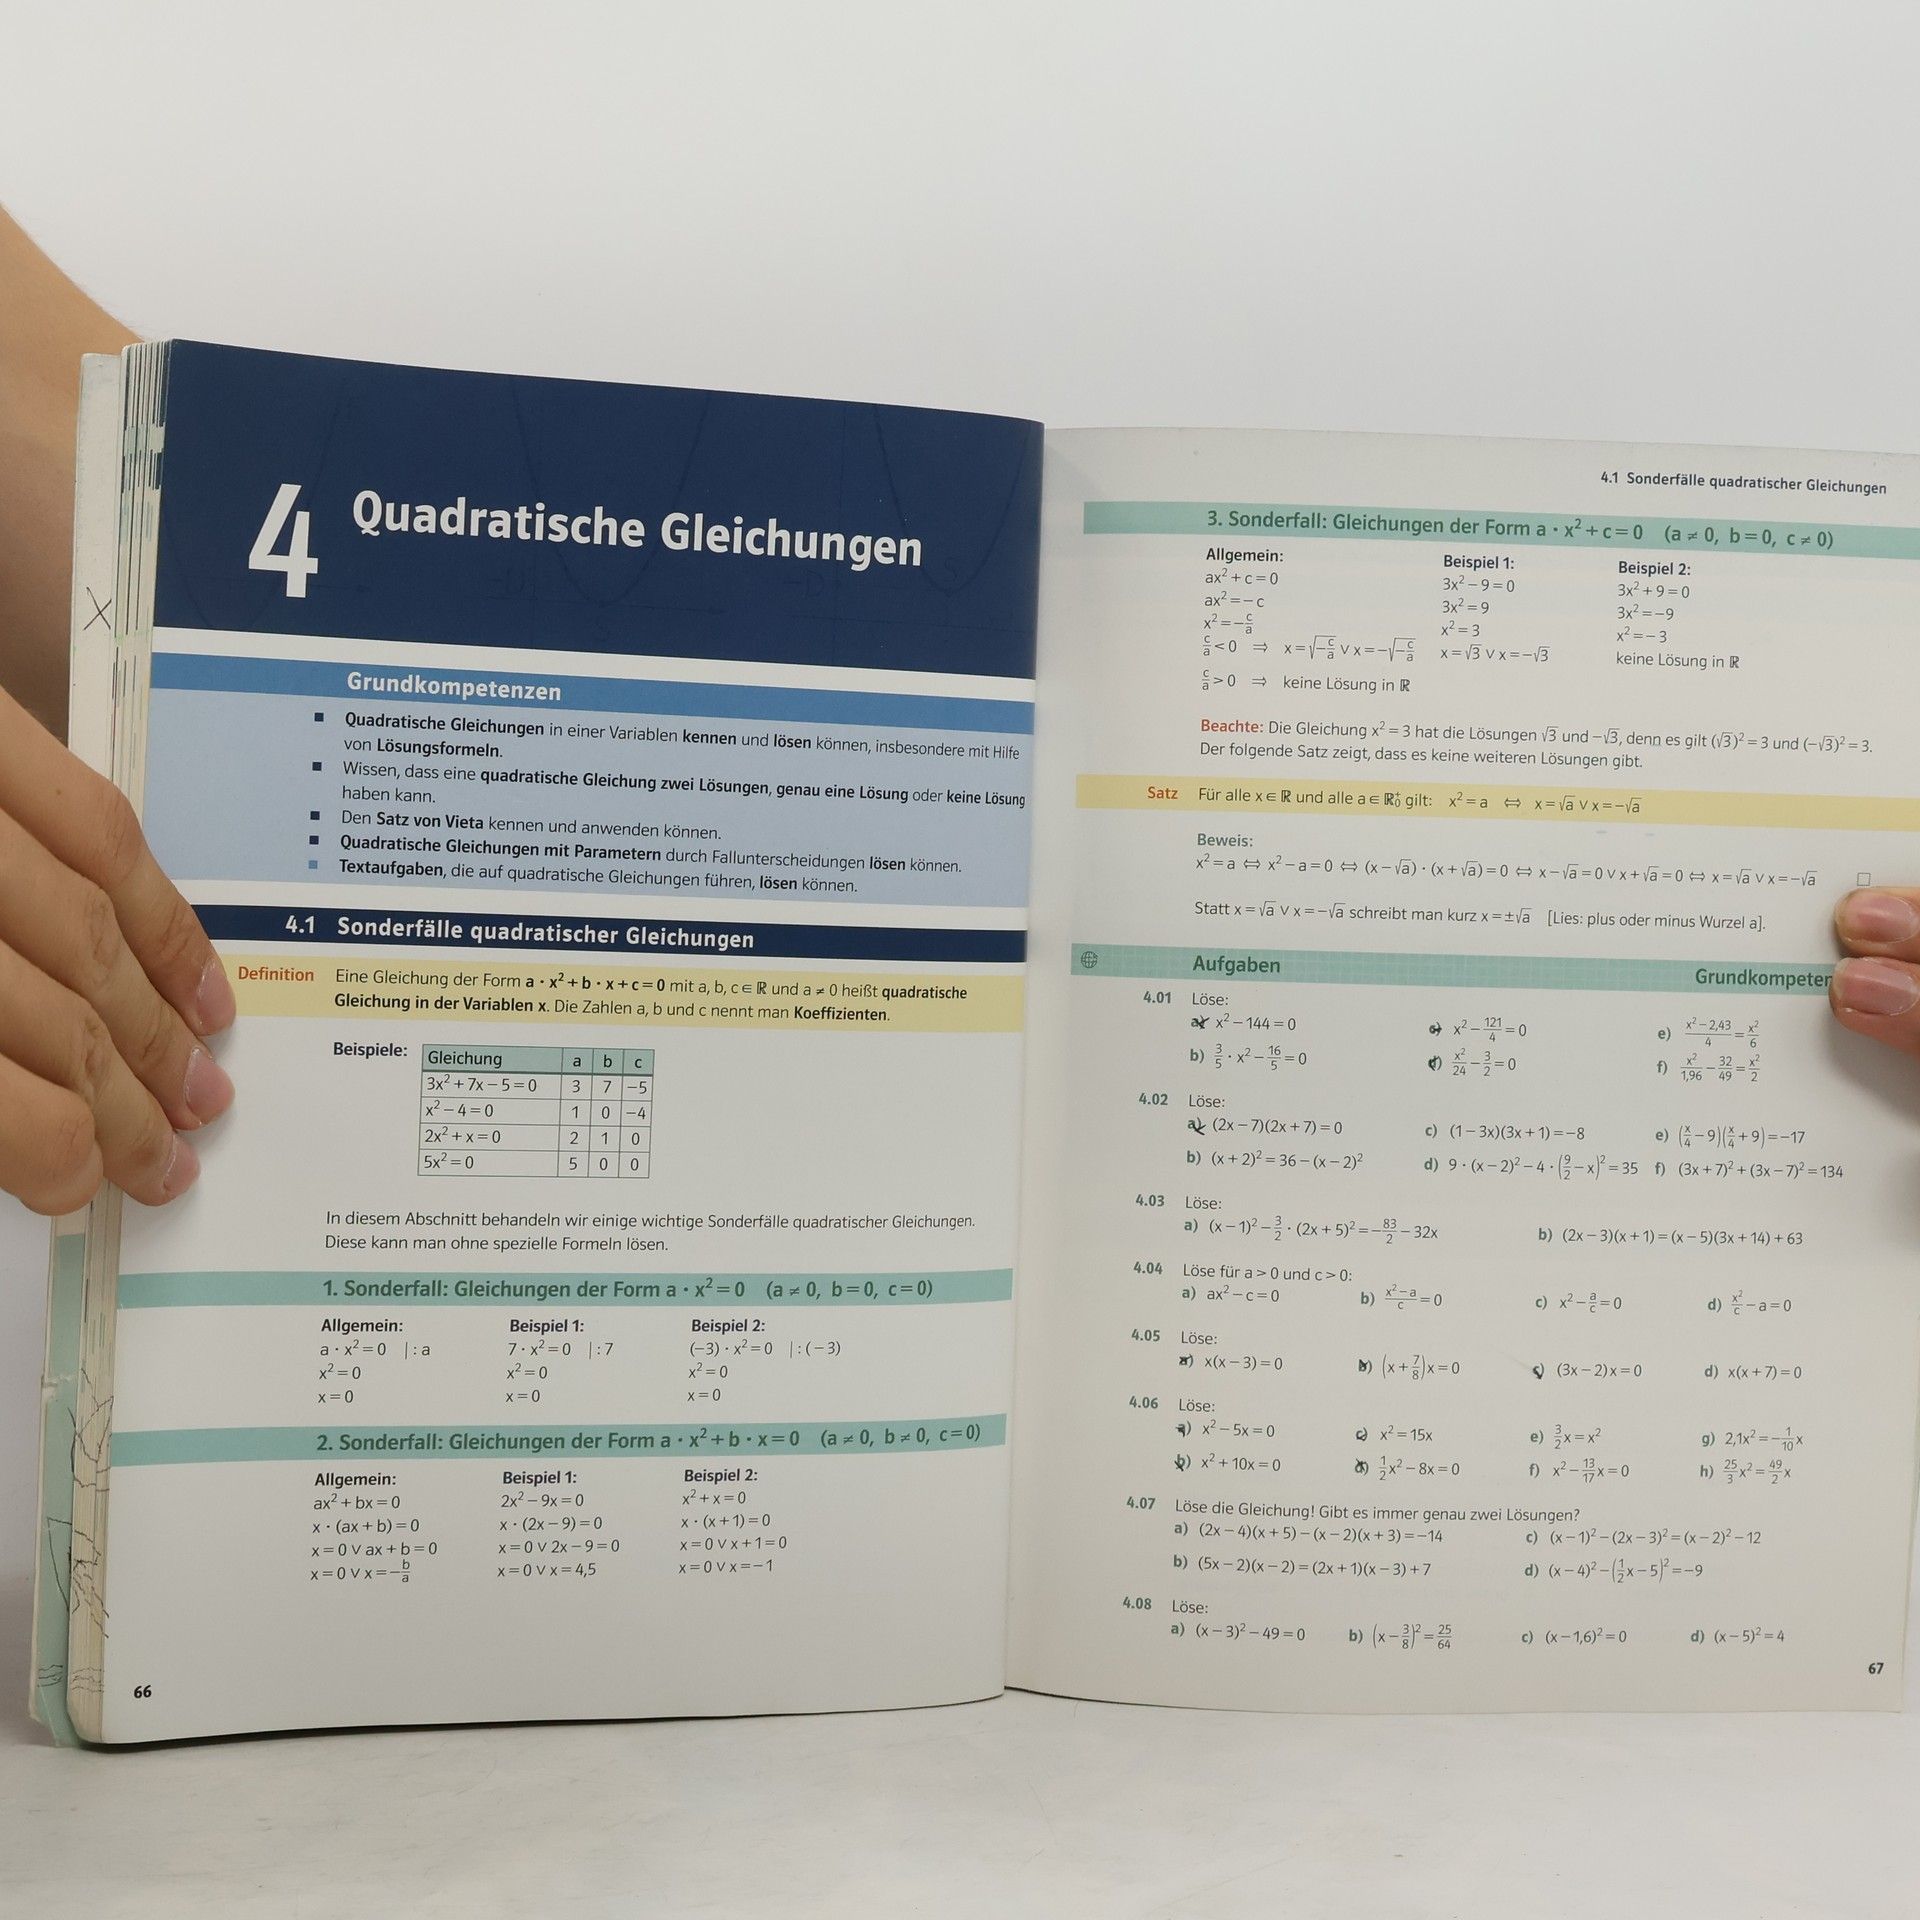 4 Quadratische Gleichungen
Grundkompetenzen
Quadratische Gleichungen in einer Variablen kennen und lösen können, insbesondere mit Hilfe
von Lösungsformeln.
Wissen, dass eine quadratische Gleichung zwei Lösungen, genau eine Lösung oder keine Lösung
haben kann.
Den Satz von Vieta kennen und anwenden können.
Quadratische Gleichungen mit Parametern durch Fallunterscheidungen lösen können.
Textaufgaben, die auf quadratische Gleichungen führen, lösen können.
4.1 Sonderfälle quadratischer Gleichungen
Definition Eine Gleichung der Form a · x² + b · x + c = 0 mit a, b, c ∈ ℝ und a ≠ 0 heißt quadratische
Gleichung in der Variablen x. Die Zahlen a, b und c nennt man Koeffizienten.
Beispiele:
Gleichung a b c
3x² + 7x − 5 = 0 3 7 −5
x² − 4 = 0 1 0 −4
2x² + x = 0 2 1 0
5x² = 0 5 0 0
In diesem Abschnitt behandeln wir einige wichtige Sonderfälle quadratischer Gleichungen.
Diese kann man ohne spezielle Formeln lösen.
1. Sonderfall: Gleichungen der Form a · x² = 0 (a ≠ 0, b = 0, c = 0)
Allgemein: Beispiel 1: Beispiel 2:
a · x² = 0 |: a 7 · x² = 0 |: 7 (−3) · x² = 0 |: (−3)
x² = 0 x² = 0 x² = 0
x = 0 x = 0 x = 0
2. Sonderfall: Gleichungen der Form a · x² + b · x = 0 (a ≠ 0, b ≠ 0, c = 0)
Allgemein: Beispiel 1: Beispiel 2:
ax² + bx = 0 2x² − 9x = 0 x² + x = 0
x · (ax + b) = 0 x · (2x − 9) = 0 x · (x + 1) = 0
x = 0 ∨ ax + b = 0 x = 0 ∨ 2x − 9 = 0 x = 0 ∨ x + 1 = 0
x = 0 ∨ x = −b/a x = 0 ∨ x = 4,5 x = 0 ∨ x = −1
66
4.1 Sonderfälle quadratischer Gleichungen
3. Sonderfall: Gleichungen der Form a · x² + c = 0 (a ≠ 0, b = 0, c ≠ 0)
Allgemein: Beispiel 1: Beispiel 2:
ax² + c = 0 3x² − 9 = 0 3x² + 9 = 0
ax² = −c 3x² = 9 3x² = −9
x² = −c/a x² = 3 x² = −3
c/a < 0 ⇒ x = √(−c/a) ∨ x = −√(−c/a) x = √3 ∨ x = −√3 keine Lösung in ℝ
c/a > 0 ⇒ keine Lösung in ℝ
Beachte: Die Gleichung x² = 3 hat die Lösungen √3 und −√3, denn es gilt (√3)² = 3 und (−√3)² = 3.
Der folgende Satz zeigt, dass es keine weiteren Lösungen gibt.
Satz Für alle x ∈ ℝ und alle a ∈ ℝ₀⁺ gilt: x² = a ⇔ x = √a ∨ x = −√a
Beweis:
x² = a ⇔ x² − a = 0 ⇔ (x − √a) · (x + √a) = 0 ⇔ x − √a = 0 ∨ x + √a = 0 ⇔ x = √a ∨ x = −√a □
Statt x = √a ∨ x = −√a schreibt man kurz x = ±√a [Lies: plus oder minus Wurzel a].
Aufgaben Grundkompeten
4.01 Löse:
a) x² − 144 = 0 c) x² − 121/4 = 0 e) (x² − 2,43)/4 = x²/6
b) 3/5 · x² − 16/5 = 0 d) x²/24 − 3/2 = 0 f) x²/1,96 − 32/49 = x²/2
4.02 Löse:
a) (2x − 7)(2x + 7) = 0 c) (1 − 3x)(3x + 1) = −8 e) (x/4 − 9)(x/4 + 9) = −17
b) (x + 2)² = 36 − (x − 2)² d) 9 · (x − 2)² − 4 · (9/2 − x)² = 35 f) (3x + 7)² + (3x − 7)² = 134
4.03 Löse:
a) (x − 1)² − 3/2 · (2x + 5)² = −83/2 − 32x b) (2x − 3)(x + 1) = (x − 5)(3x + 14) + 63
4.04 Löse für a > 0 und c > 0:
a) ax² − c = 0 b) (x² − a)/c = 0 c) x² − a/c = 0 d) x²/c − a = 0
4.05 Löse:
a) x(x − 3) = 0 b) (x + 7/8)x = 0 c) (3x − 2)x = 0 d) x(x + 7) = 0
4.06 Löse:
a) x² − 5x = 0 c) x² = 15x e) 3/2 x = x² g) 2,1x² = −1/10 x
b) x² + 10x = 0 d) 1/2 x² − 8x = 0 f) x² − 13/17 x = 0 h) 25/3 x² = 49/2 x
4.07 Löse die Gleichung! Gibt es immer genau zwei Lösungen?
a) (2x − 4)(x + 5) − (x − 2)(x + 3) = −14 c) (x − 1)² − (2x − 3)² = (x − 2)² − 12
b) (5x − 2)(x − 2) = (2x + 1)(x − 3) + 7 d) (x − 4)² − (1/2 x − 5)² = −9
4.08 Löse:
a) (x − 3)² − 49 = 0 b) (x − 3/8)² = 25/64 c) (x − 1,6)² = 0 d) (x − 5)² = 4
67